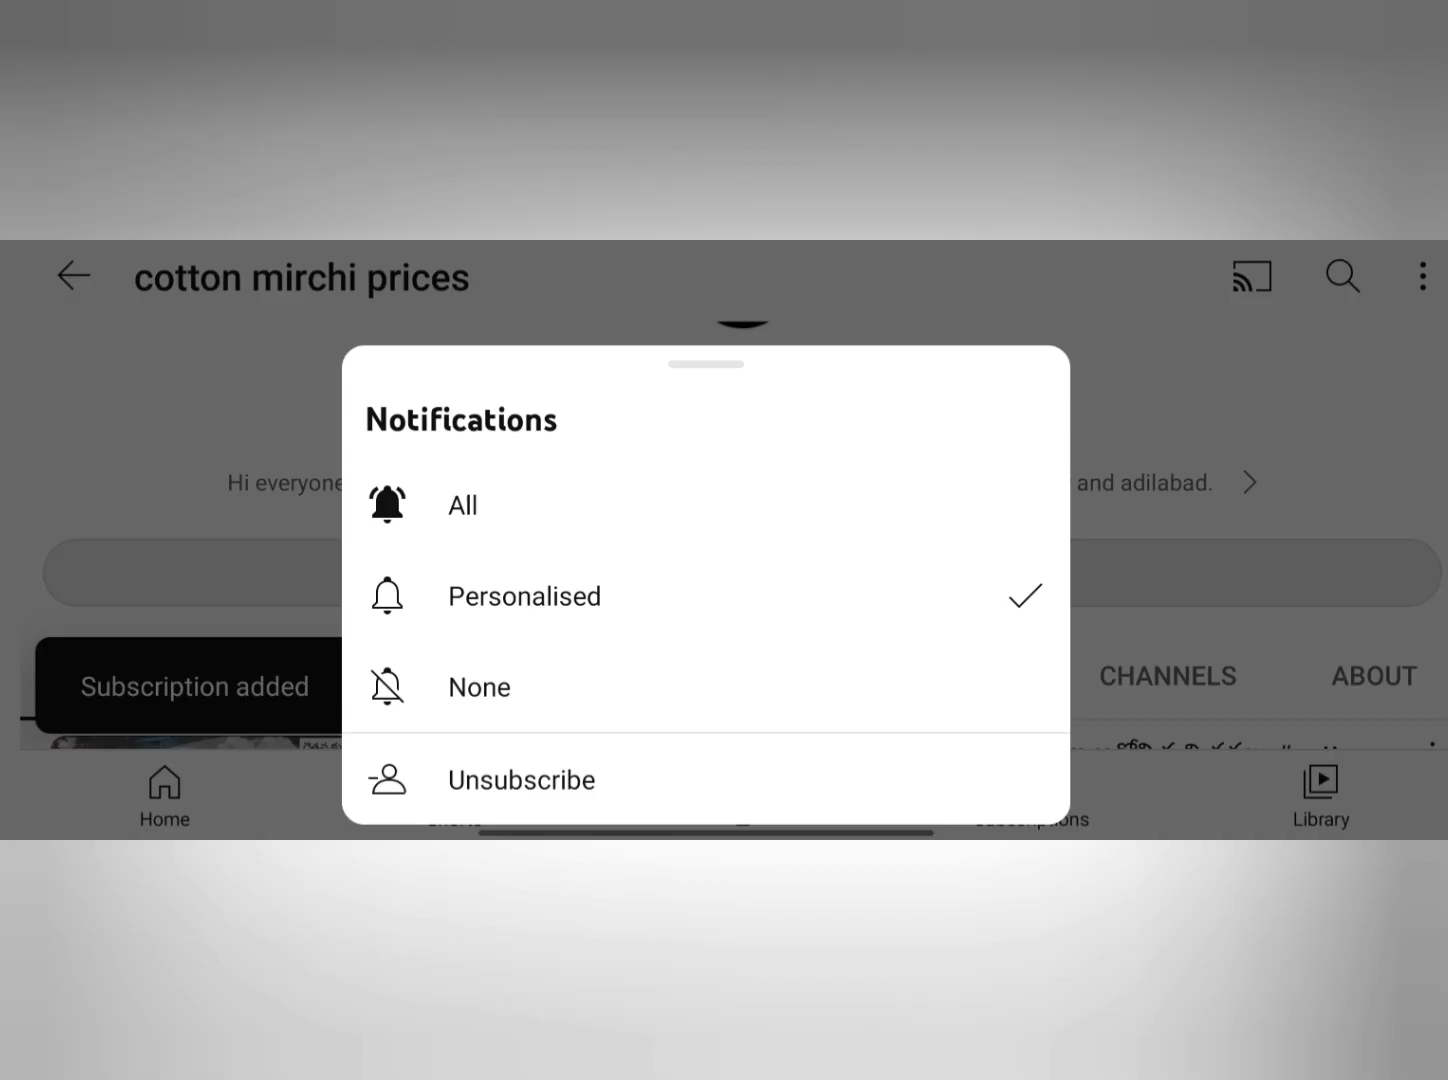 cotton mirchi prices
Notifications
Hi everyone
All
and adilabad.
Personalised
Subscription added
None
CHANNELS
ABOUT
Unsubscribe
Home
Library